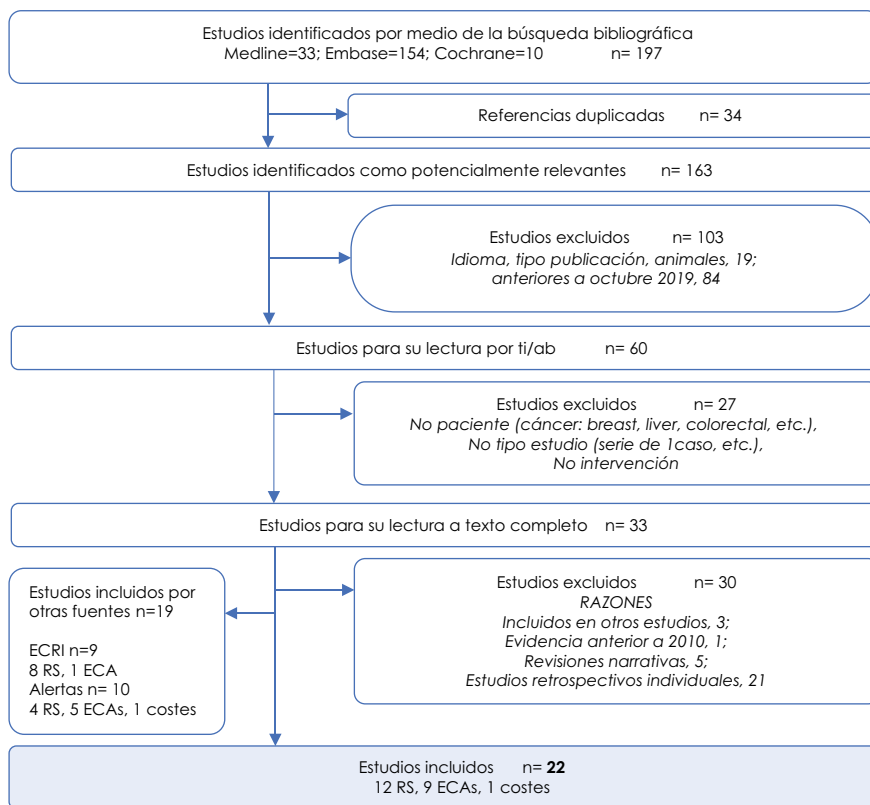 Estudios identificados por medio de la búsqueda bibliográfica
Medline=33; Embase=154; Cochrane=10 n= 197
Referencias duplicadas n= 34
Estudios identificados como potencialmente relevantes n= 163
Estudios excluidos n= 103
Idioma, tipo publicación, animales, 19;
anteriores a octubre 2019, 84
Estudios para su lectura por ti/ab n= 60
Estudios excluidos n= 27
No paciente (cáncer: breast, liver, colorectal, etc.),
No tipo estudio (serie de 1caso, etc.),
No intervención
Estudios para su lectura a texto completo n= 33
Estudios incluidos por
otras fuentes n=19
ECRI n=9
8 RS, 1 ECA
Alertas n= 10
4 RS, 5 ECAs, 1 costes
Estudios excluidos n= 30
RAZONES
Incluidos en otros estudios, 3;
Evidencia anterior a 2010, 1;
Revisiones narrativas, 5;
Estudios retrospectivos individuales, 21
Estudios incluidos n= 22
12 RS, 9 ECAs, 1 costes